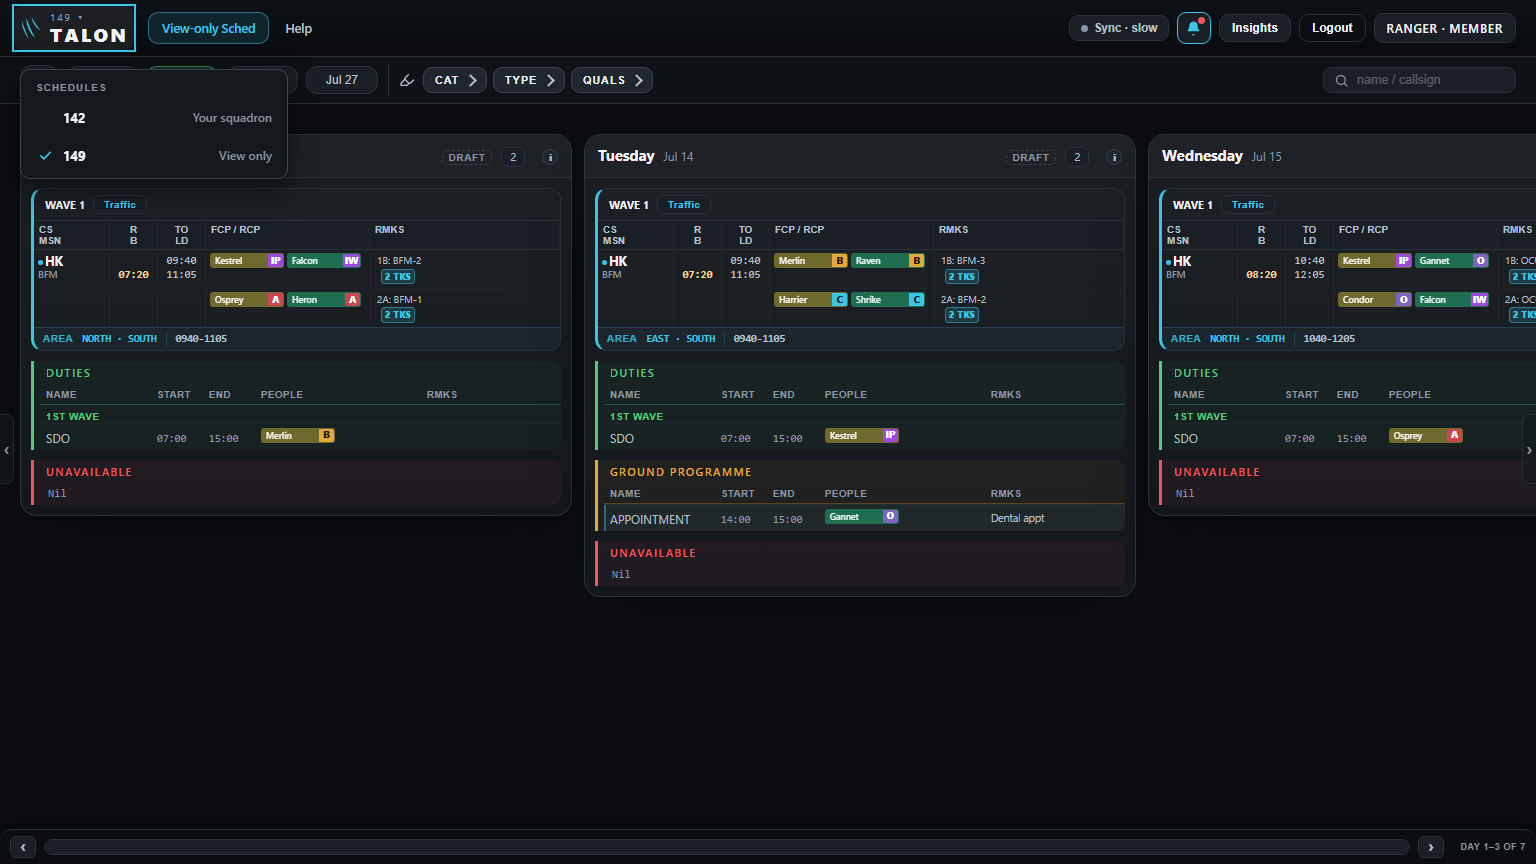 149 ▾
TALON
View-only Sched
Help
Sync · slow
Insights
Logout
RANGER · MEMBER
Jul 27
CAT
TYPE
QUALS
name / callsign
SCHEDULES
142 Your squadron
149 View only
DRAFT 2 i
WAVE 1 Traffic
CS R TO FCP / RCP RMKS
MSN B LD
HK 09:40 Kestrel IP Falcon IW 1B: BFM-2
BFM 07:20 11:05 2 TKS
Osprey A Heron A 2A: BFM-1
2 TKS
AREA NORTH · SOUTH 0940-1105
DUTIES
NAME START END PEOPLE RMKS
1ST WAVE
SDO 07:00 15:00 Merlin B
UNAVAILABLE
Nil
Tuesday Jul 14 DRAFT 2 i
WAVE 1 Traffic
CS R TO FCP / RCP RMKS
MSN B LD
HK 09:40 Merlin B Raven B 1B: BFM-3
BFM 07:20 11:05 2 TKS
Harrier C Shrike C 2A: BFM-2
2 TKS
AREA EAST · SOUTH 0940-1105
DUTIES
NAME START END PEOPLE RMKS
1ST WAVE
SDO 07:00 15:00 Kestrel IP
GROUND PROGRAMME
NAME START END PEOPLE RMKS
APPOINTMENT 14:00 15:00 Gannet O Dental appt
UNAVAILABLE
Nil
Wednesday Jul 15
WAVE 1 Traffic
CS R TO FCP / RCP RMKS
MSN B LD
HK 10:40 Kestrel IP Gannet O 1B: OCU
BFM 08:20 12:05 2 TKS
Condor O Falcon IW 2A: OCU
2 TKS
AREA NORTH · SOUTH 1040-1205
DUTIES
NAME START END PEOPLE
1ST WAVE
SDO 07:00 15:00 Osprey A
UNAVAILABLE
Nil
DAY 1–3 OF 7